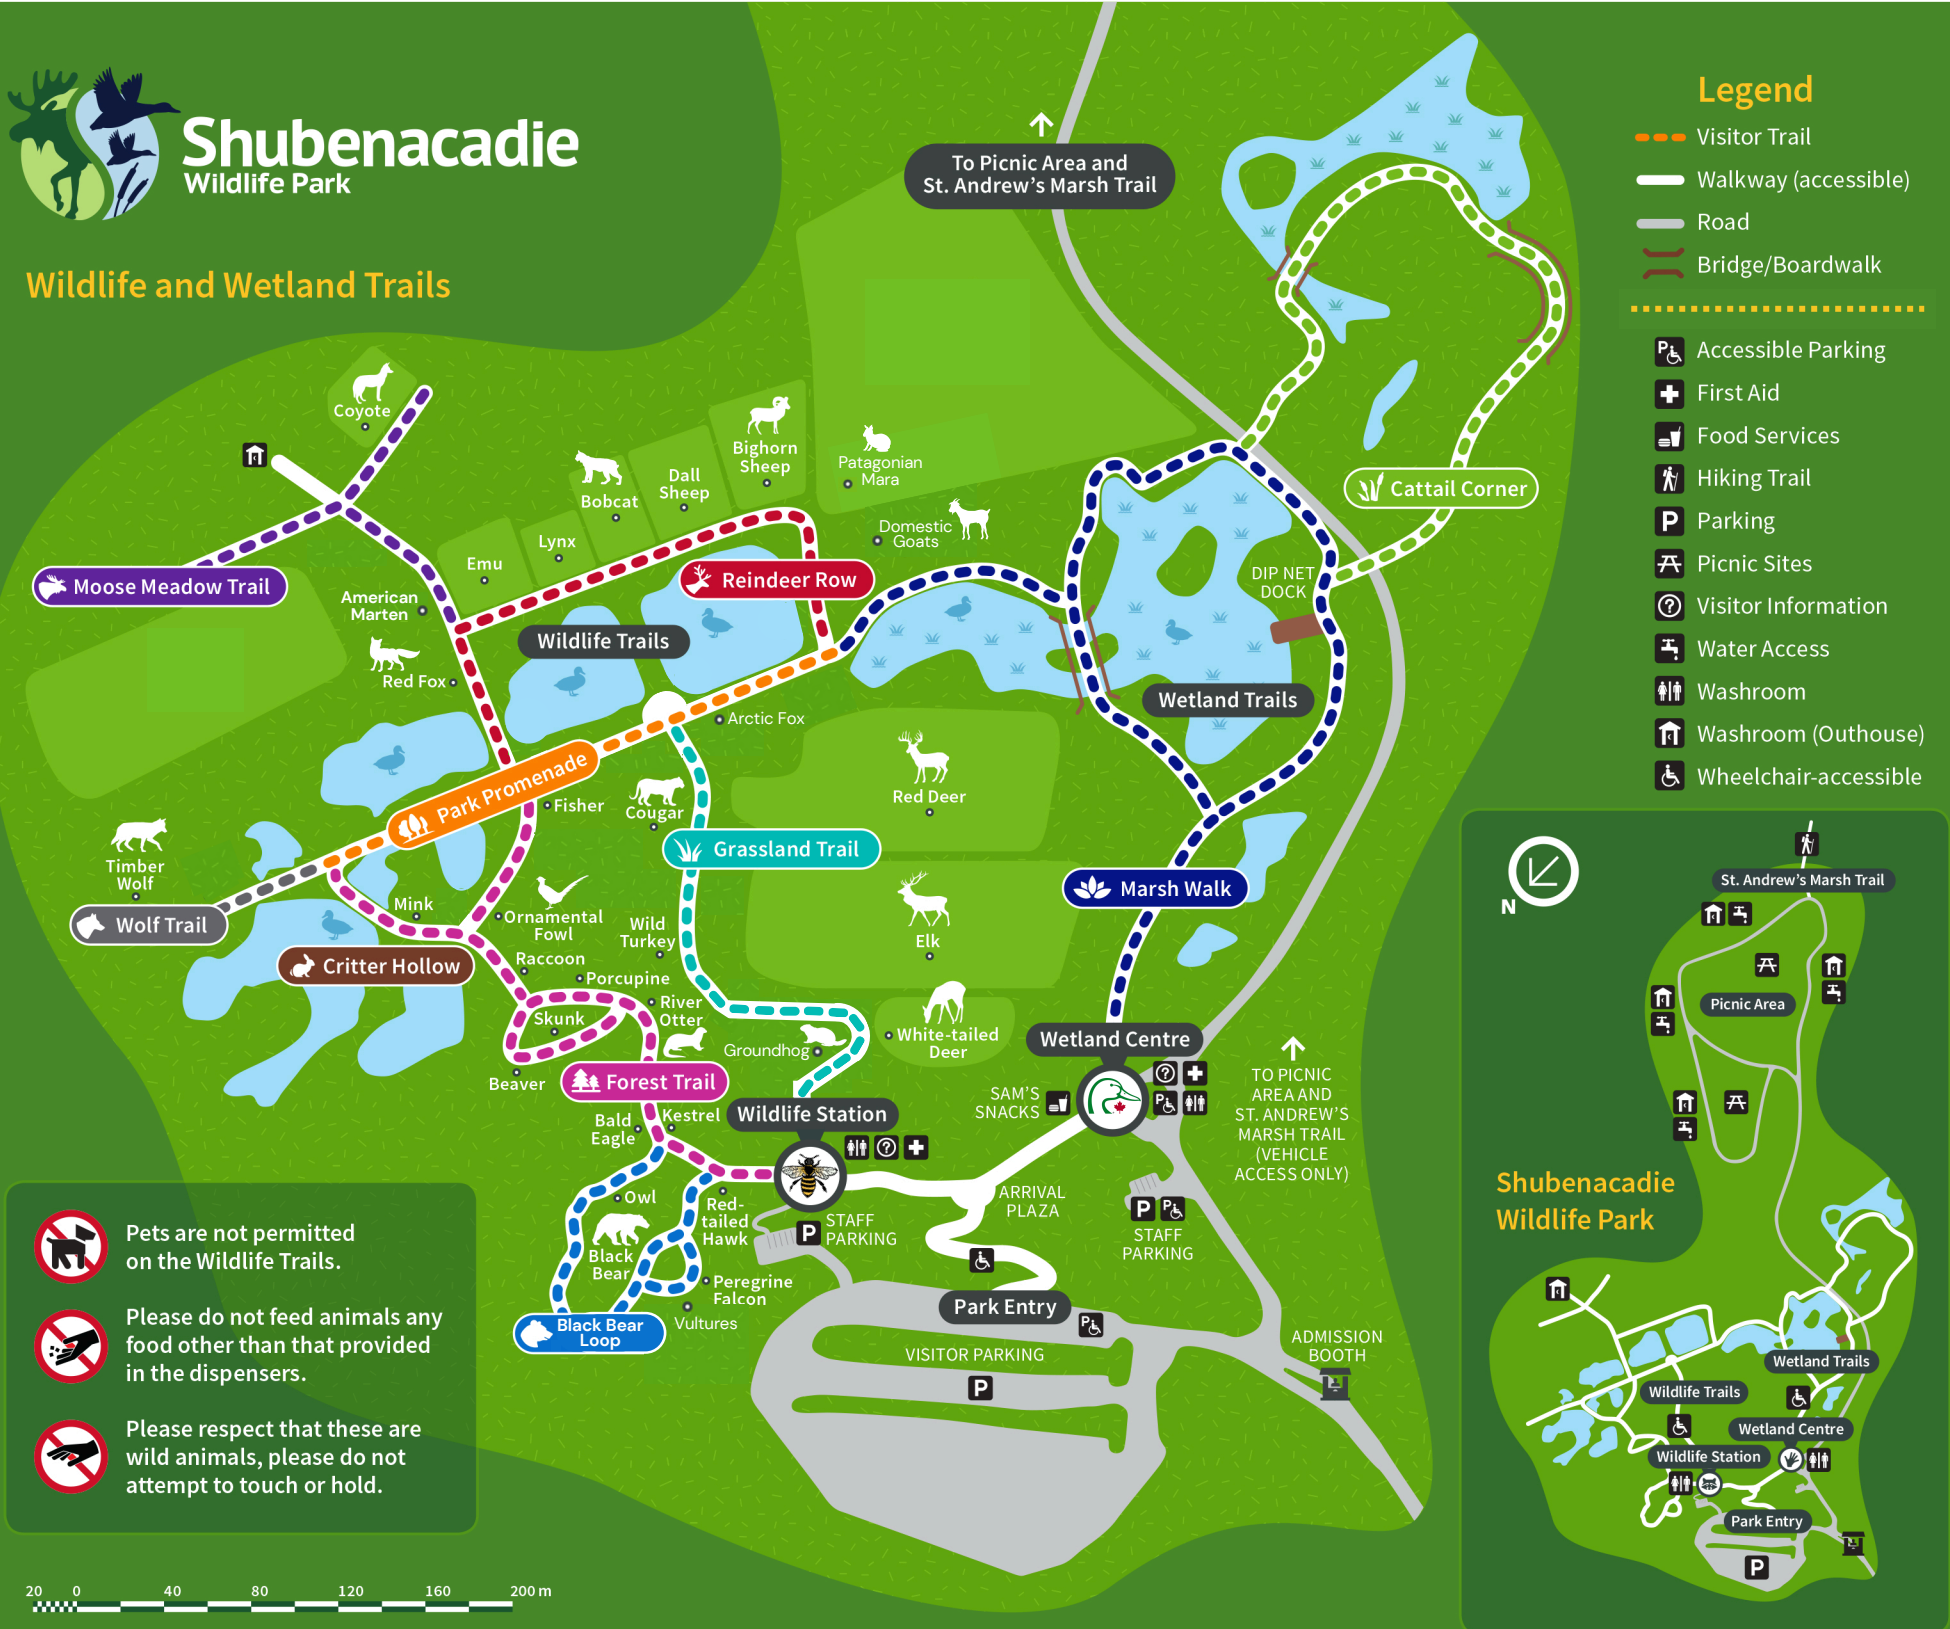 Shubenacadie
Wildlife Park
Wildlife and Wetland Trails
To Picnic Area and
St. Andrew's Marsh Trail
Legend
Visitor Trail
Walkway (accessible)
Road
Bridge/Boardwalk
P Accessible Parking
First Aid
Food Services
Hiking Trail
P Parking
Picnic Sites
? Visitor Information
Water Access
Washroom
Washroom (Outhouse)
Wheelchair-accessible
Coyote
Bighorn
Sheep
Dall
Sheep
Bobcat
Lynx
Emu
Patagonian
Mara
Domestic
Goats
Cattail Corner
Moose Meadow Trail
American
Marten
Red Fox
Reindeer Row
Wildlife Trails
DIP NET
DOCK
Wetland Trails
Arctic Fox
Park Promenade
Fisher
Cougar
Red Deer
Timber
Wolf
Wolf Trail
Mink
Grassland Trail
Marsh Walk
Ornamental
Fowl
Wild
Turkey
Elk
Critter Hollow
Raccoon
Porcupine
River
Otter
Skunk
Groundhog
White-tailed
Deer
Beaver
Forest Trail
Wetland Centre
SAM'S
SNACKS
?
P
TO PICNIC
AREA AND
ST. ANDREW'S
MARSH TRAIL
(VEHICLE
ACCESS ONLY)
Bald
Eagle
Kestrel
Wildlife Station
?
Owl
Red-
tailed
Hawk
P
STAFF
PARKING
ARRIVAL
PLAZA
P
P
STAFF
PARKING
Black
Bear
Peregrine
Falcon
Vultures
Black Bear
Loop
Park Entry
P
VISITOR PARKING
P
ADMISSION
BOOTH
Pets are not permitted
on the Wildlife Trails.
Please do not feed animals any
food other than that provided
in the dispensers.
Please respect that these are
wild animals, please do not
attempt to touch or hold.
20 0 40 80 120 160 200 m
N
St. Andrew's Marsh Trail
Picnic Area
Shubenacadie
Wildlife Park
Wetland Trails
Wildlife Trails
Wetland Centre
Wildlife Station
Park Entry
P